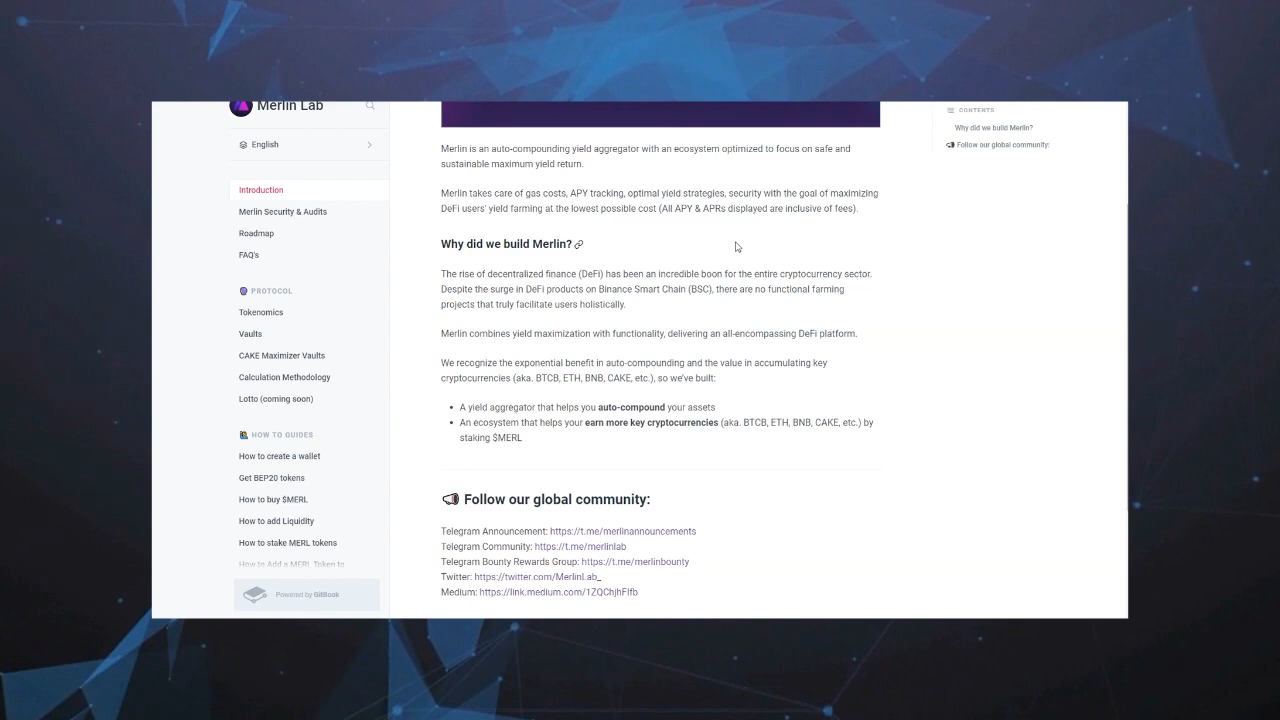 Merlin Lab
English
Introduction
Merlin Security & Audits
Roadmap
FAQ's
PROTOCOL
Tokenomics
Vaults
CAKE Maximizer Vaults
Calculation Methodology
Lotto (coming soon)
HOW TO GUIDES
How to create a wallet
Get BEP20 tokens
How to buy $MERL
How to add Liquidity
How to stake MERL tokens
How to Add a MERL Token to
Powered by GitBook
Merlin is an auto-compounding yield aggregator with an ecosystem optimized to focus on safe and
sustainable maximum yield return.
Merlin takes care of gas costs, APY tracking, optimal yield strategies, security with the goal of maximizing
DeFi users' yield farming at the lowest possible cost (All APY & APRs displayed are inclusive of fees).
Why did we build Merlin?
The rise of decentralized finance (DeFi) has been an incredible boon for the entire cryptocurrency sector.
Despite the surge in DeFi products on Binance Smart Chain (BSC), there are no functional farming
projects that truly facilitate users holistically.
Merlin combines yield maximization with functionality, delivering an all-encompassing DeFi platform.
We recognize the exponential benefit in auto-compounding and the value in accumulating key
cryptocurrencies (aka. BTCB, ETH, BNB, CAKE, etc.), so we've built:
• A yield aggregator that helps you auto-compound your assets
• An ecosystem that helps your earn more key cryptocurrencies (aka. BTCB, ETH, BNB, CAKE, etc.) by
staking $MERL
Follow our global community:
Telegram Announcement: https://t.me/merlinannouncements
Telegram Community: https://t.me/merlinlab
Telegram Bounty Rewards Group: https://t.me/merlinbounty
Twitter: https://twitter.com/MerlinLab_
Medium: https://link.medium.com/1ZQChjhFIfb
CONTENTS
Why did we build Merlin?
Follow our global community: